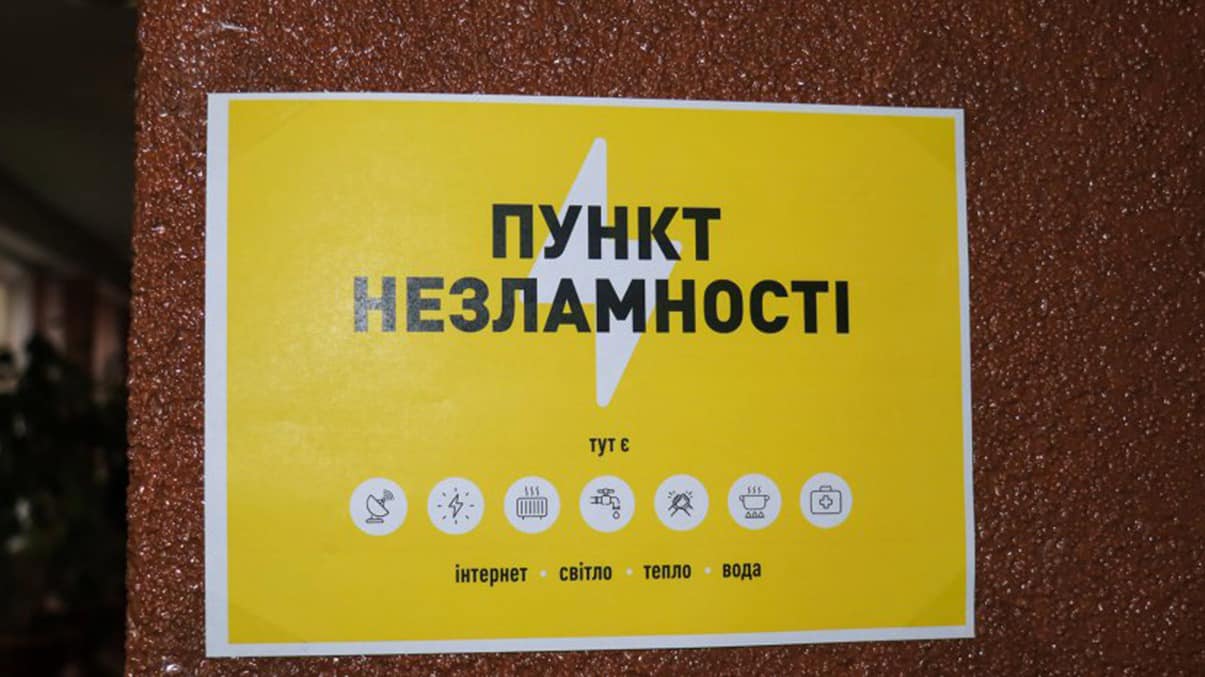 ПУНКТ
НЕЗЛАМНОСТІ
тут є
інтернет • світло • тепло • вода